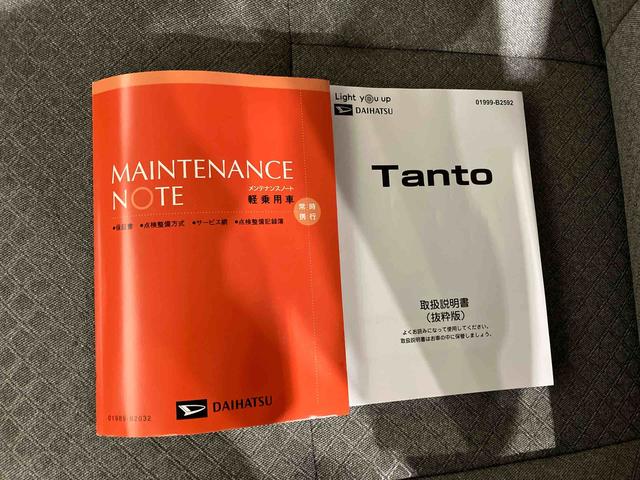 MAINTENANCE
NOTE
メンテナンスノート
軽乗用車
常時
携行
●保証書 ●点検整備方式 ●サービス網 ●点検整備記録簿
DAIHATSU
01989-B2032
Light you up
DAIHATSU
01999-B2592
Tanto
取扱説明書
（抜粋版）
よくお読みになって使用してください。
取扱説明書はお車の中に保管しましょう。